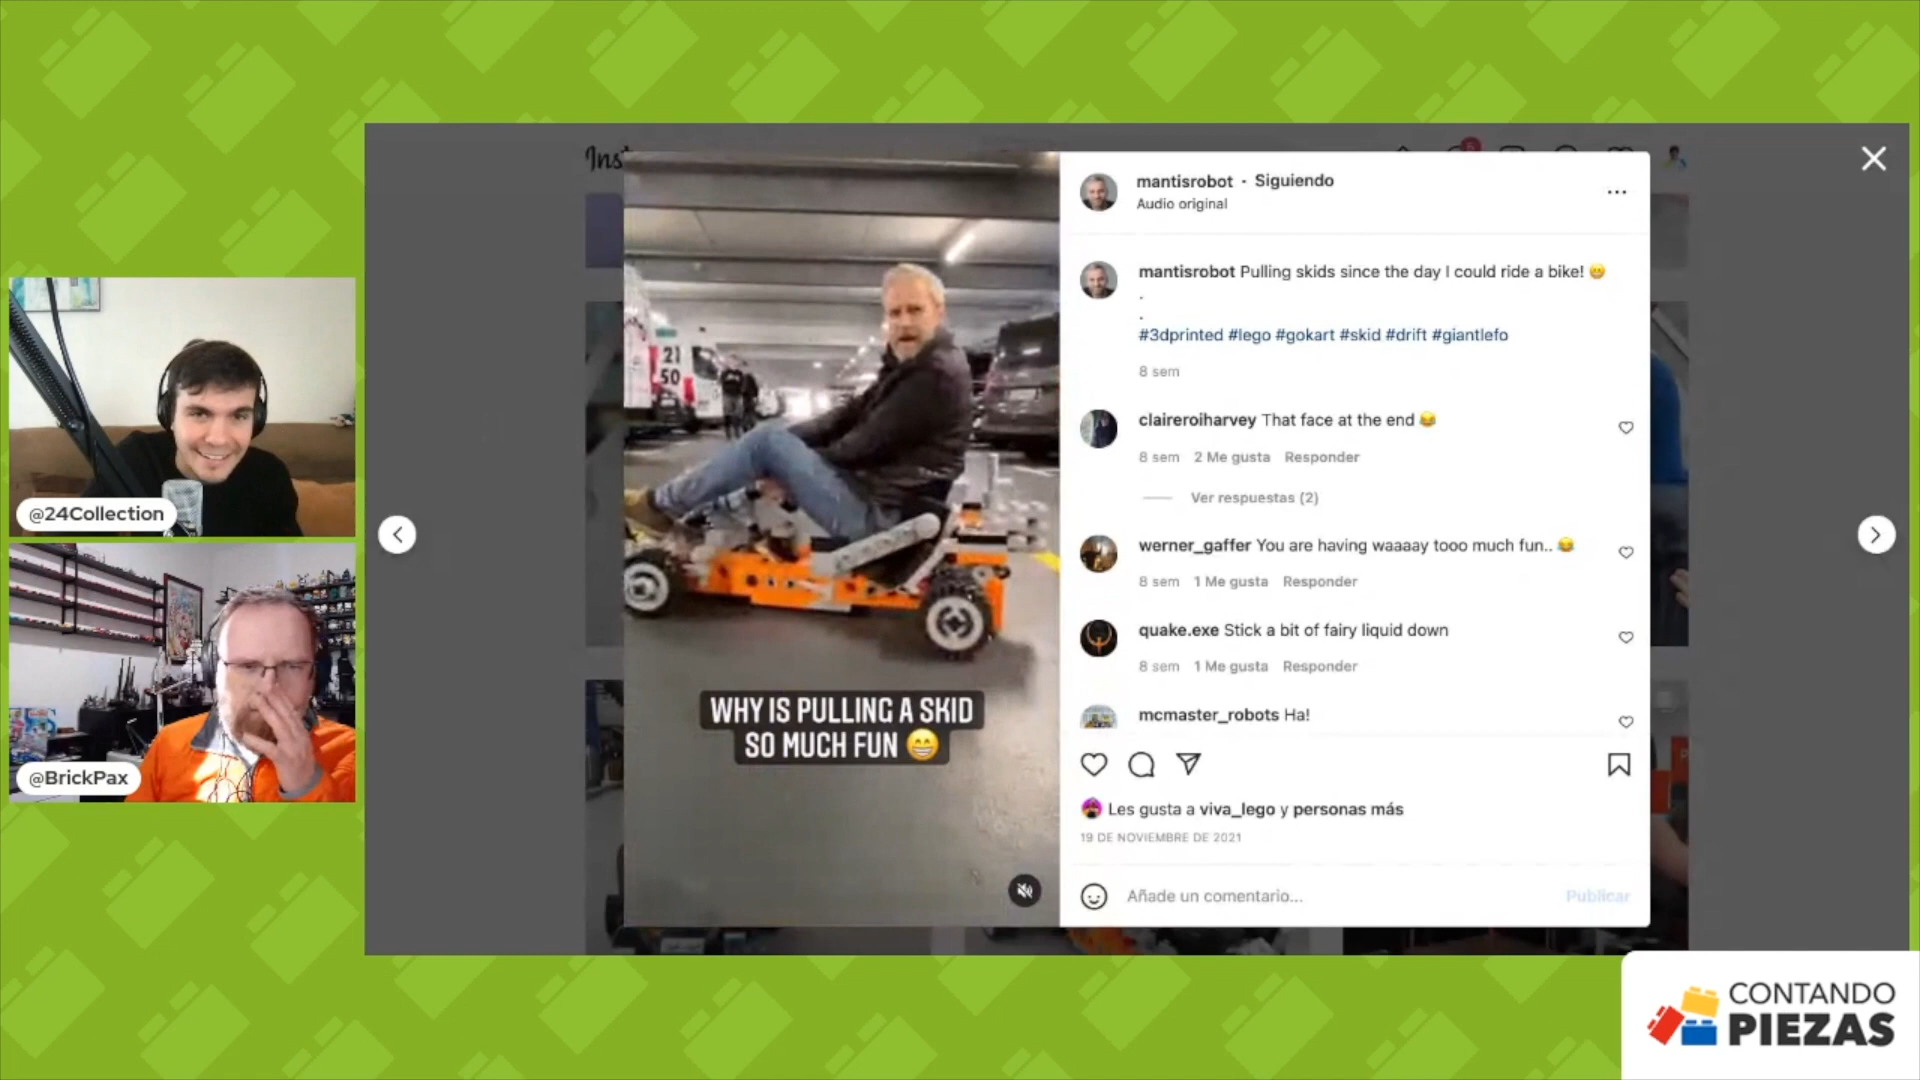 Inst
5
mantisrobot · Siguiendo
Audio original
mantisrobot Pulling skids since the day I could ride a bike! 😀
.
.
#3dprinted #lego #gokart #skid #drift #giantlefo
8 sem
claireroiharvey That face at the end 😂
8 sem 2 Me gusta Responder
Ver respuestas (2)
werner_gaffer You are having waaaay tooo much fun.. 😂
8 sem 1 Me gusta Responder
quake.exe Stick a bit of fairy liquid down
8 sem 1 Me gusta Responder
mcmaster_robots Ha!
Les gusta a viva_lego y personas más
19 DE NOVIEMBRE DE 2021
Añade un comentario...
Publicar
21
50
WHY IS PULLING A SKID
SO MUCH FUN 😁
@24Collection
@BrickPax
CONTANDO
PIEZAS